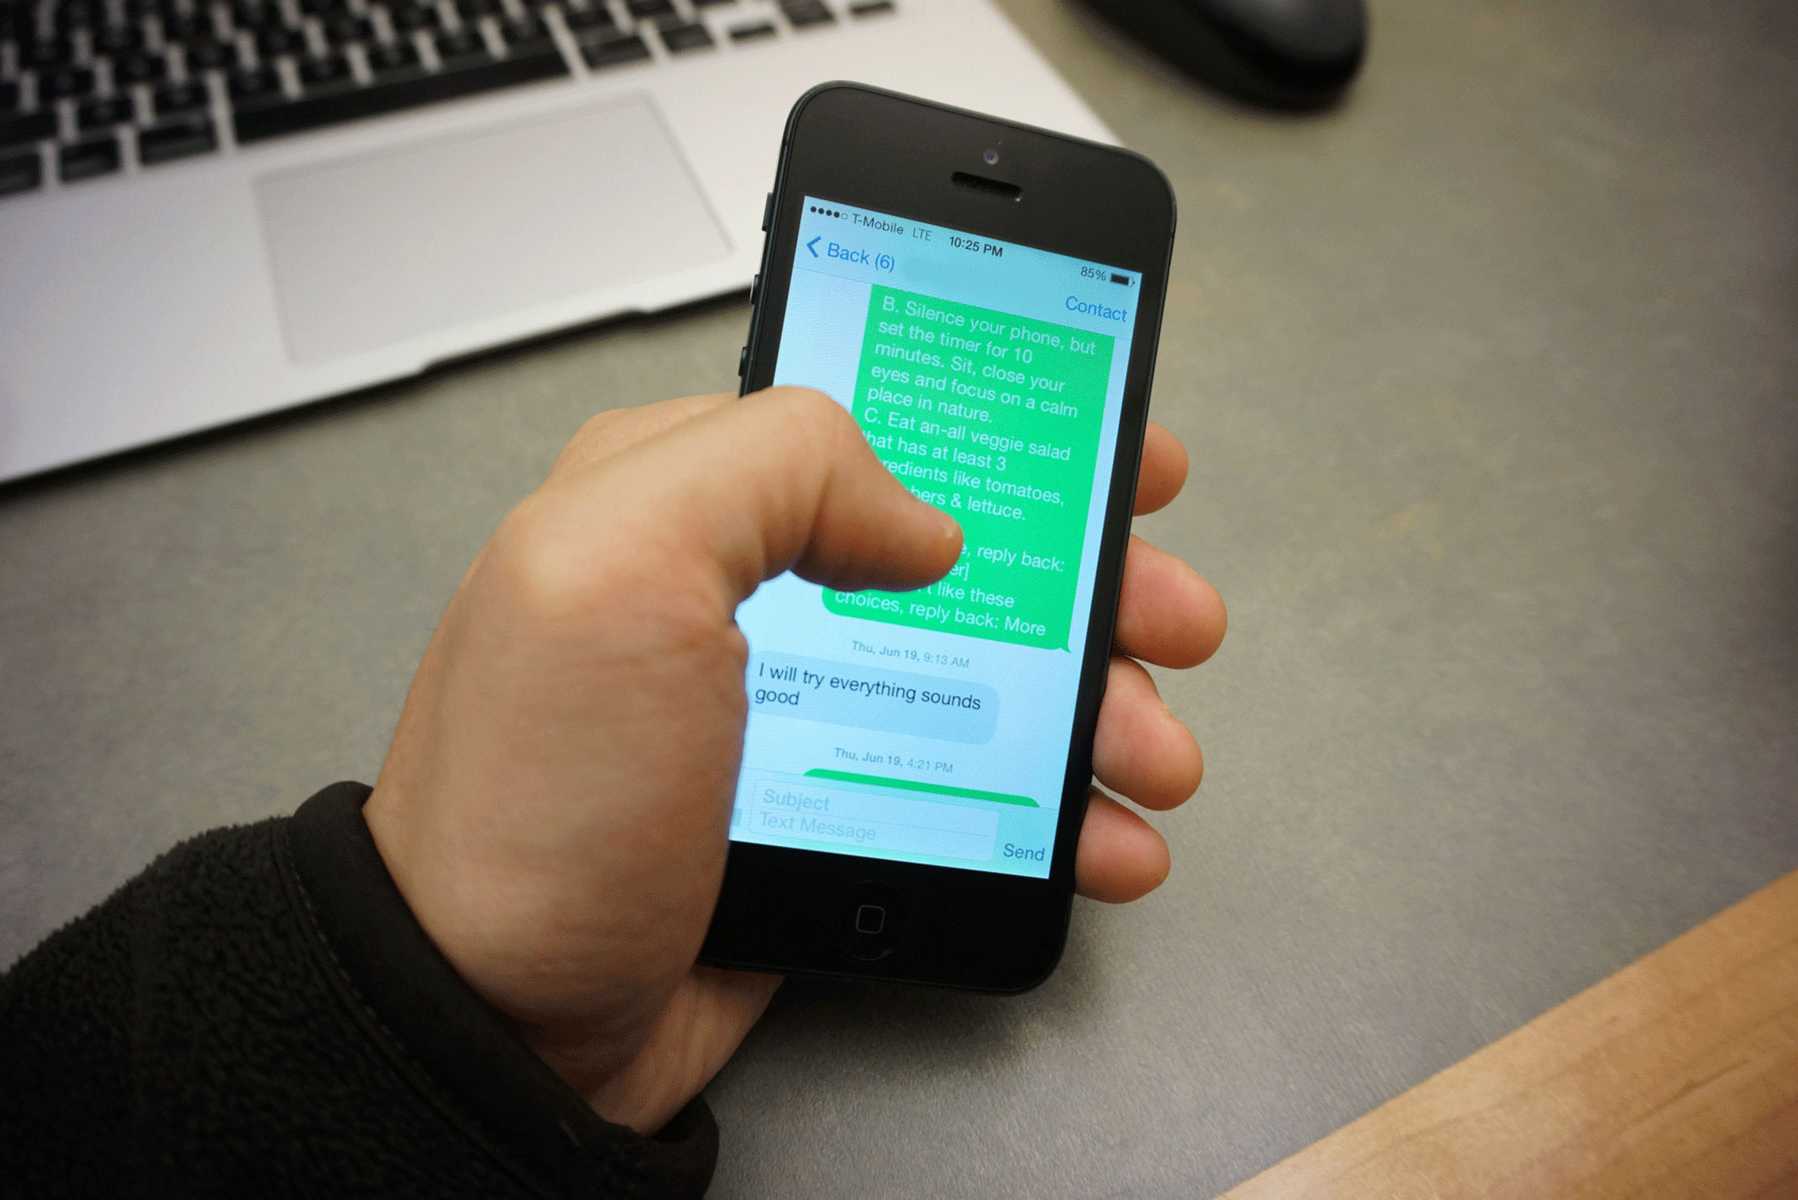 T-Mobile LTE 10:25 PM 85%
Back (6)
Contact
B. Silence your phone, but
set the timer for 10
minutes. Sit, close your
eyes and focus on a calm
place in nature.
C. Eat an-all veggie salad
that has at least 3
like tomatoes,
& lettuce.
reply back:
like these
choices, reply back: More
Thu, Jun 19, 9:13 AM
I will try everything sounds
good
Thu, Jun 19, 4:21 PM
Subject
Text Message
Send